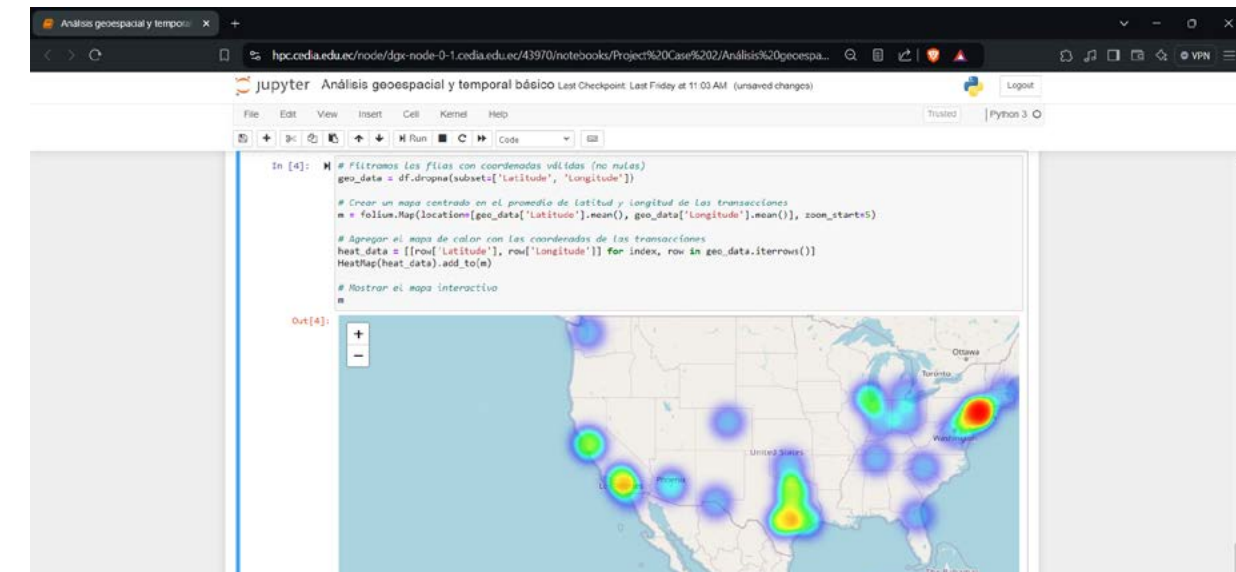 Análisis geoespacial y tempora
hpc.cedia.edu.ec/node/dgx-node-0-1.cedia.edu.ec/43970/notebooks/Project%20Case%202/Análisis%20geoespa...
VPN
jupyter Análisis geoespacial y temporal básico Last Checkpoint: Last Friday at 11:03 AM (unsaved changes)
Logout
File Edit View Insert Cell Kernel Help
Trusted Python 3
Run Code
In [4]: # Filtramos las filas con coordenadas válidas (no nulas)
geo_data = df.dropna(subset=['Latitude', 'Longitude'])
# Crear un mapa centrado en el promedio de latitud y longitud de las transacciones
m = folium.Map(location=[geo_data['Latitude'].mean(), geo_data['Longitude'].mean()], zoom_start=5)
# Agregar el mapa de calor con las coordenadas de las transacciones
heat_data = [[row['Latitude'], row['Longitude']] for index, row in geo_data.iterrows()]
HeatMap(heat_data).add_to(m)
# Mostrar el mapa interactivo
m
Out[4]:
+
−
Ottawa
Toronto
Washington
United States
Phoenix